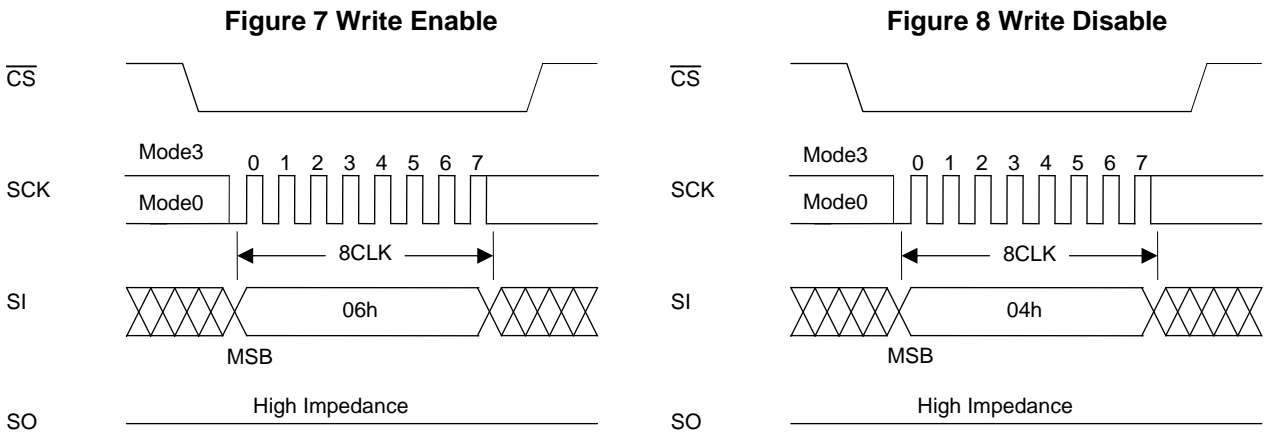 Figure 7 Write Enable
CS
Mode3
0 1 2 3 4 5 6 7
SCK
Mode0
8CLK
SI
06h
MSB
High Impedance
SO
Figure 8 Write Disable
CS
Mode3
0 1 2 3 4 5 6 7
SCK
Mode0
8CLK
SI
04h
MSB
High Impedance
SO